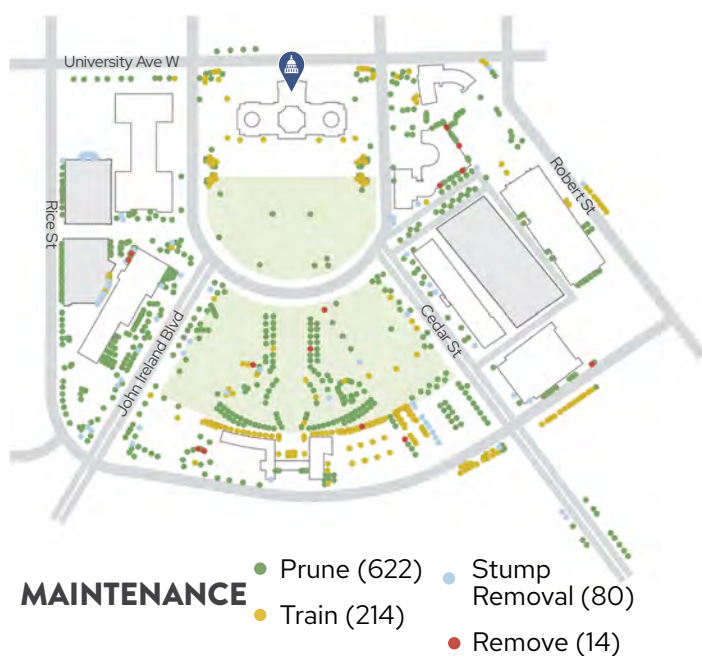 University Ave W
Rice St
Robert St
John Ireland Blvd
Cedar St
MAINTENANCE
Prune (622)
Train (214)
Stump
Removal (80)
Remove (14)